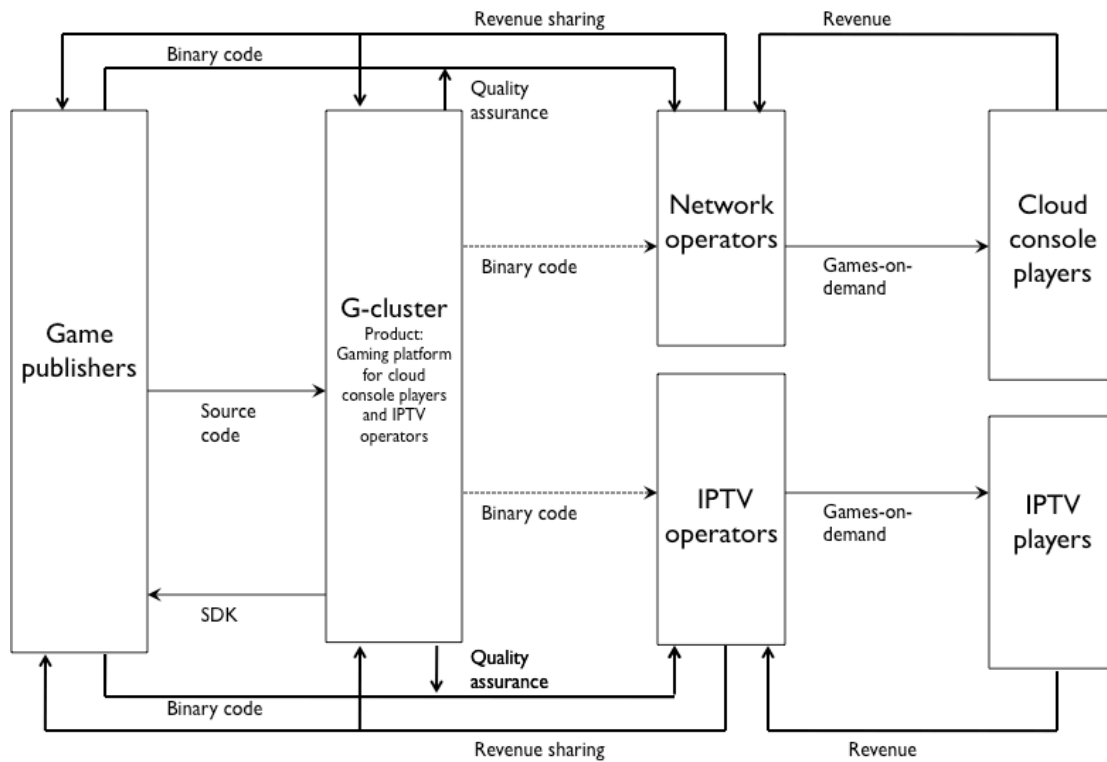 Revenue sharing
Revenue
Binary code
Quality
assurance
Network
operators
Cloud
console
players
Binary code
Games-on-
demand
G-cluster
Product:
Gaming platform
for cloud
console players
and IPTV
operators
Game
publishers
Source
code
IPTV
operators
IPTV
players
Binary code
Games-on-
demand
SDK
Quality
assurance
Binary code
Revenue sharing
Revenue